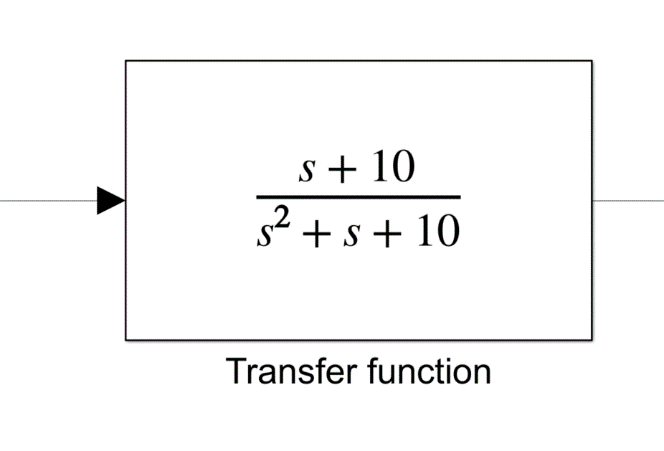 s + 10
s² + s + 10
Transfer function